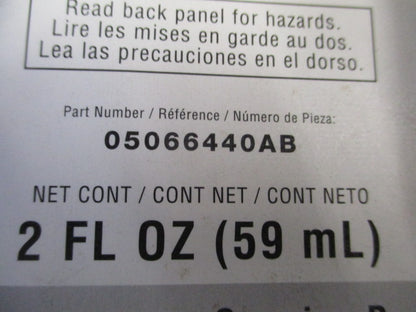 Read back panel for hazards.
Lire les mises en garde au dos.
Lea las precauciones en el dorso.
Part Number / Référence / Número de Pieza:
05066440AB
NET CONT / CONT NET / CONT NETO
2 FL OZ (59 mL)